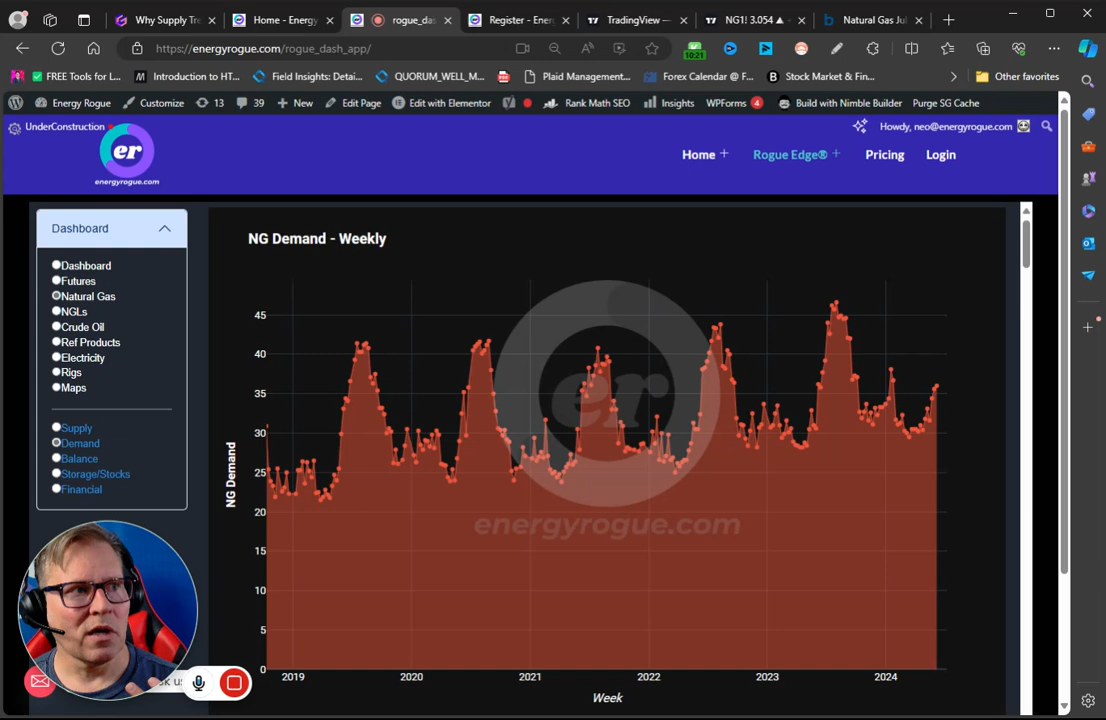 Why Supply Tre
Home - Energy
rogue_das
Register - Ener
TradingView —
NG1! 3.054 ▲
Natural Gas Jul
https://energyrogue.com/rogue_dash_app/
10:21
FREE Tools for L...
Introduction to HT...
Field Insights: Detai...
QUORUM_WELL_M...
Plaid Management...
Forex Calendar @ F...
Stock Market & Fin...
Other favorites
Energy Rogue
Customize
13
39
New
Edit Page
Edit with Elementor
Rank Math SEO
Insights
WPForms 4
Build with Nimble Builder
Purge SG Cache
UnderConstruction
Howdy, neo@energyrogue.com
er
energyrogue.com
Home +
Rogue Edge® +
Pricing
Login
Dashboard
Dashboard
Futures
Natural Gas
NGLs
Crude Oil
Ref Products
Electricity
Rigs
Maps
Supply
Demand
Balance
Storage/Stocks
Financial
NG Demand - Weekly
45
40
35
30
25
20
15
10
5
0
NG Demand
2019
2020
2021
2022
2023
2024
Week
er
energyrogue.com